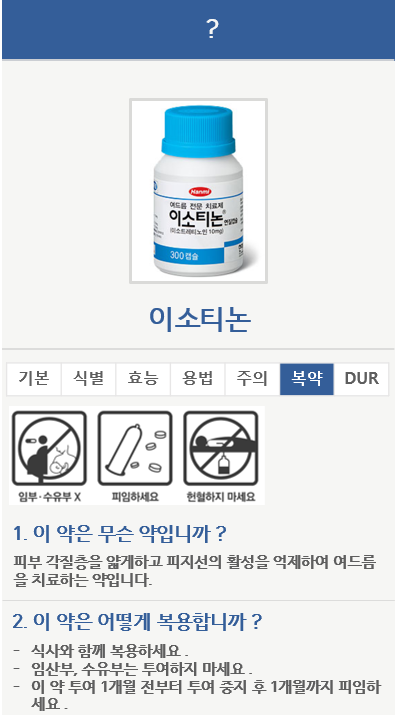 ?
Hanmi
여드름 전문 치료제
이소티논® 연질캡슐
(이소트레티노인 10mg)
300캡슐
이소티논
기본 식별 효능 용법 주의 복약 DUR
임부·수유부 X 피임하세요 헌혈하지 마세요
1. 이 약은 무슨 약입니까 ?
피부 각질층을 얇게하고 피지선의 활성을 억제하여 여드름
을 치료하는 약입니다.
2. 이 약은 어떻게 복용합니까 ?
- 식사와 함께 복용하세요 .
- 임산부, 수유부는 투여하지 마세요 .
- 이 약 투여 1개월 전부터 투여 중지 후 1개월까지 피임하
세요 .